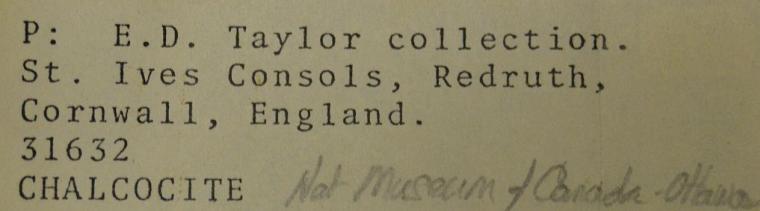 P: E.D. Taylor collection.
St. Ives Consols, Redruth,
Cornwall, England.
31632
CHALCOCITE Nat Museum of Canada - Ottawa